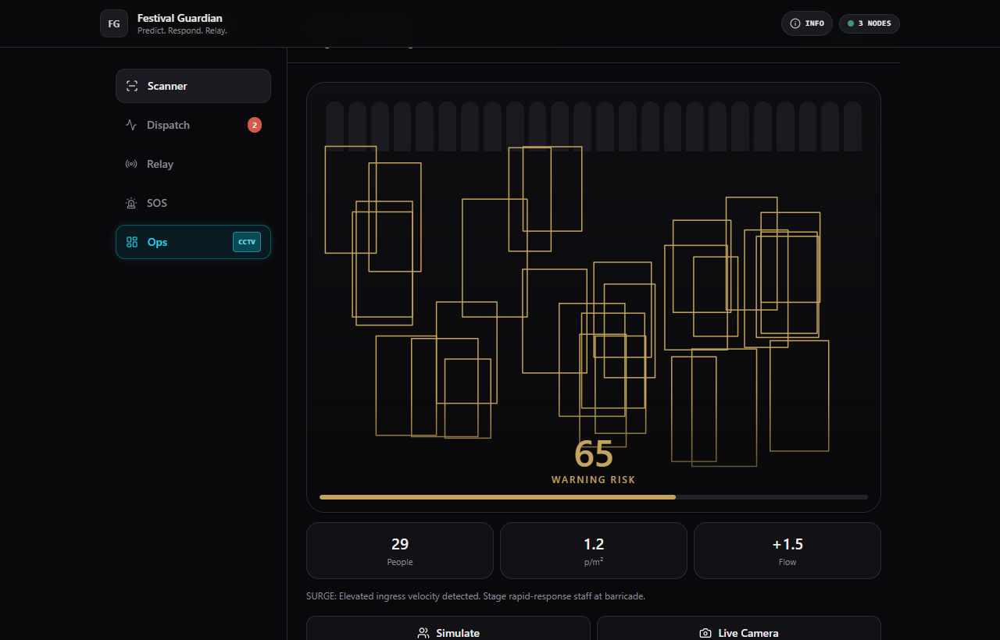 FG
Festival Guardian
Predict. Respond. Relay.
INFO
3 NODES
Scanner
Dispatch
2
Relay
SOS
Ops
CCTV
65
WARNING RISK
29
People
1.2
p/m²
+1.5
Flow
SURGE: Elevated ingress velocity detected. Stage rapid-response staff at barricade.
Simulate
Live Camera